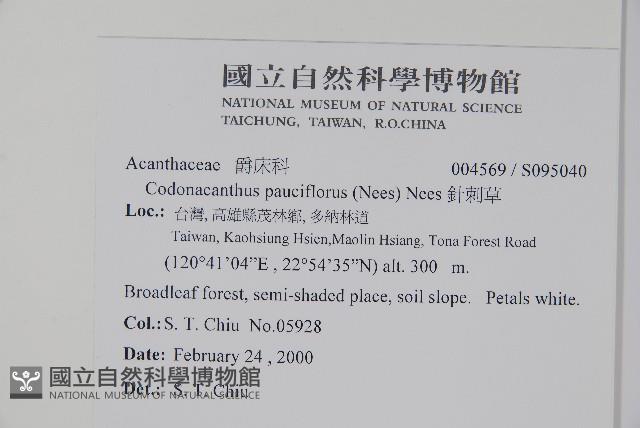 國立自然科學博物館
NATIONAL MUSEUM OF NATURAL SCIENCE
TAICHUNG, TAIWAN, R.O.CHINA
Acanthaceae 爵床科 004569 / S095040
Codonacanthus pauciflorus (Nees) Nees 針刺草
Loc.: 台灣, 高雄縣茂林鄉, 多納林道
Taiwan, Kaohsiung Hsien,Maolin Hsiang, Tona Forest Road
(120°41’04”E , 22°54’35”N) alt. 300 m.
Broadleaf forest, semi-shaded place, soil slope. Petals white.
Col.: S. T. Chiu No.05928
Date: February 24 , 2000
Det.: S. T. Chiu
國立自然科學博物館
NATIONAL MUSEUM OF NATURAL SCIENCE